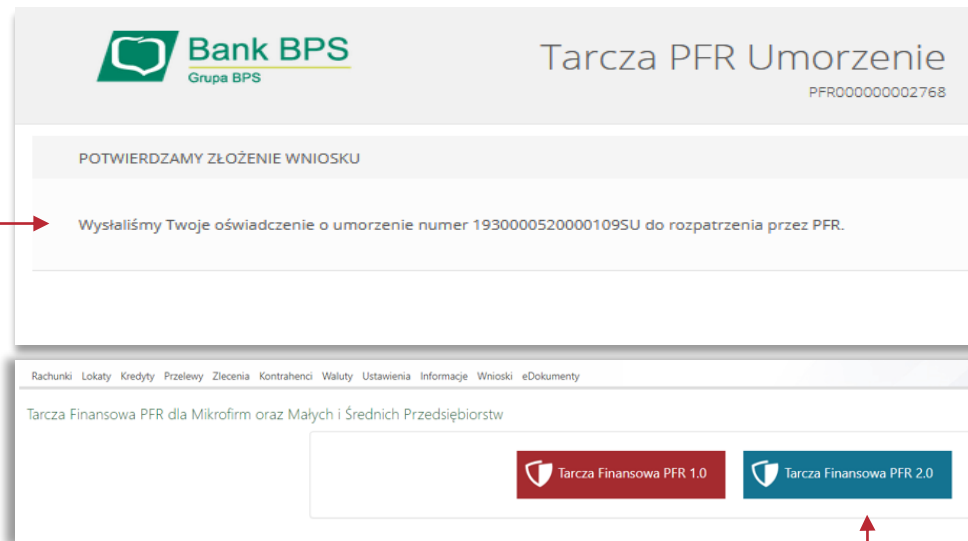 Bank BPS
Grupa BPS
Tarcza PFR Umorzenie
PFR000000002768
POTWIERDZAMY ZŁOŻENIE WNIOSKU
Wysłaliśmy Twoje oświadczenie o umorzenie numer 1930000520000109SU do rozpatrzenia przez PFR.
Rachunki Lokaty Kredyty Przelewy Zlecenia Kontrahenci Waluty Ustawienia Informacje Wnioski eDokumenty
Tarcza Finansowa PFR dla Mikrofirm oraz Małych i Średnich Przedsiębiorstw
Tarcza Finansowa PFR 1.0 Tarcza Finansowa PFR 2.0